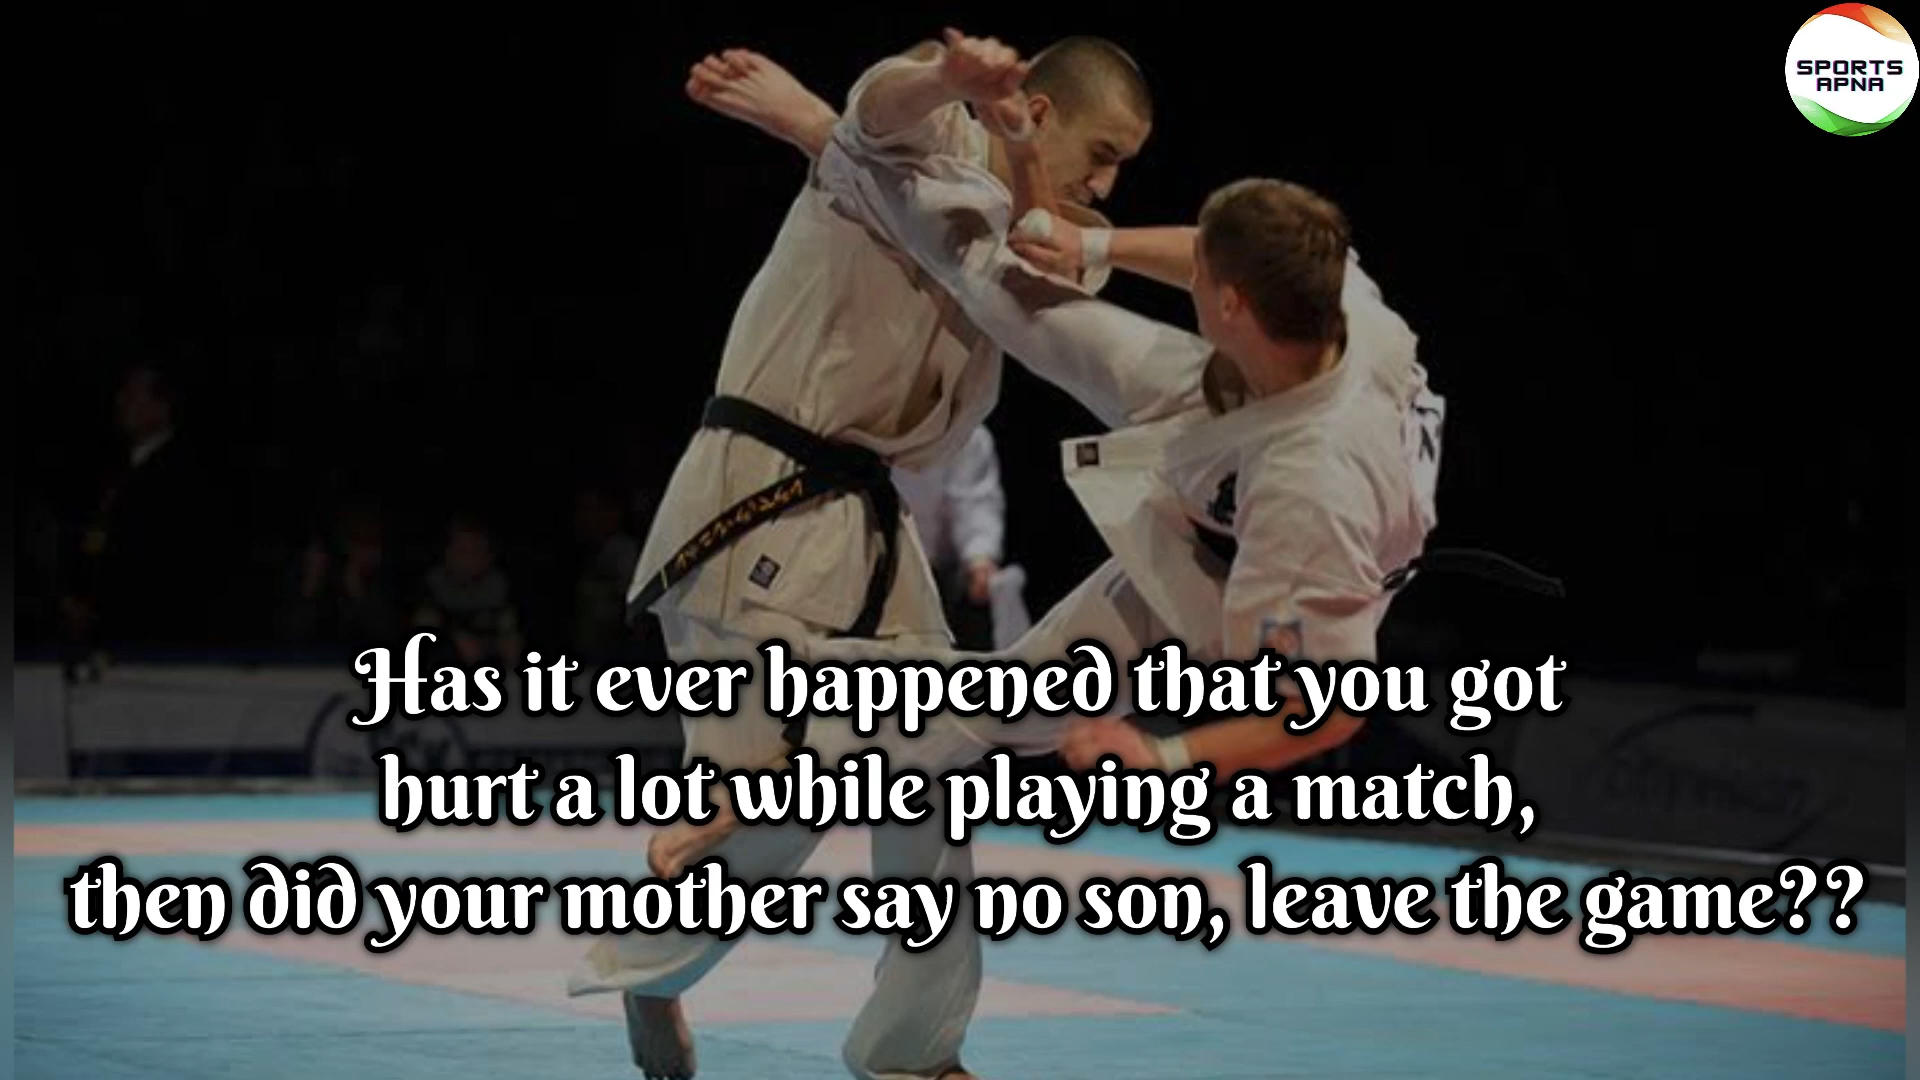 SPORTS
APNA
Has it ever happened that you got
hurt a lot while playing a match,
then did your mother say no son, leave the game??